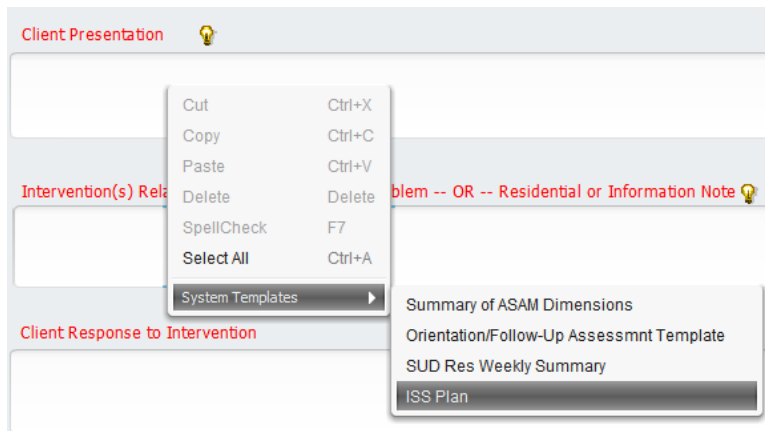 Client Presentation
Cut Ctrl+X
Copy Ctrl+C
Paste Ctrl+V
Intervention(s) Rela blem -- OR -- Residential or Information Note
Delete Delete
SpellCheck F7
Select All Ctrl+A
System Templates
Summary of ASAM Dimensions
Client Response to Intervention
Orientation/Follow-Up Assessmnt Template
SUD Res Weekly Summary
ISS Plan